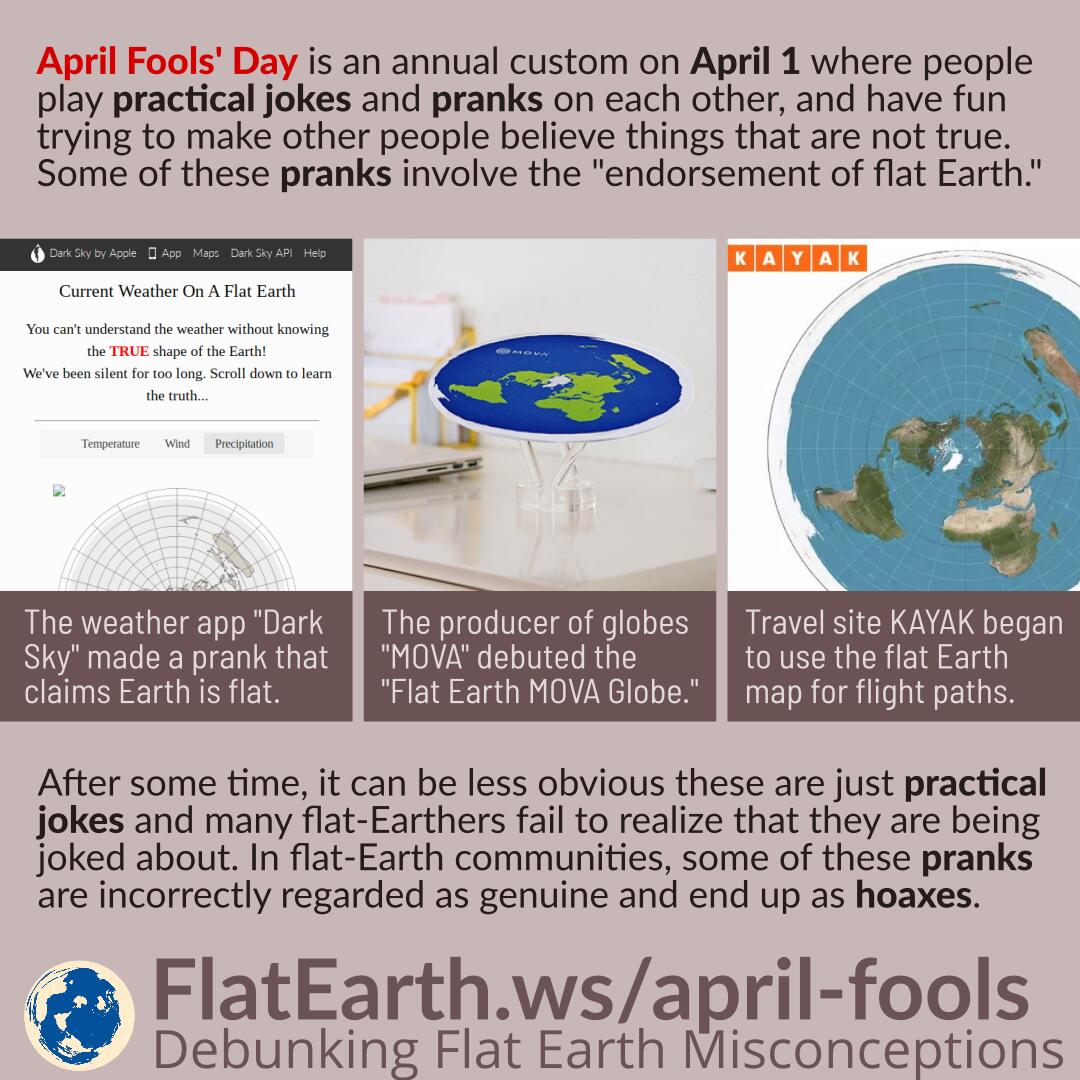 April Fools' Day is an annual custom on April 1 where people
play practical jokes and pranks on each other, and have fun
trying to make other people believe things that are not true.
Some of these pranks involve the "endorsement of flat Earth."
Dark Sky by Apple App Maps Dark Sky API Help
Current Weather On A Flat Earth
You can't understand the weather without knowing
the TRUE shape of the Earth!
We've been silent for too long. Scroll down to learn
the truth...
Temperature Wind Precipitation
The weather app "Dark
Sky" made a prank that
claims Earth is flat.
MOVA
The producer of globes
"MOVA" debuted the
"Flat Earth MOVA Globe."
KAYAK
Travel site KAYAK began
to use the flat Earth
map for flight paths.
After some time, it can be less obvious these are just practical
jokes and many flat-Earthers fail to realize that they are being
joked about. In flat-Earth communities, some of these pranks
are incorrectly regarded as genuine and end up as hoaxes.
FlatEarth.ws/april-fools
Debunking Flat Earth Misconceptions